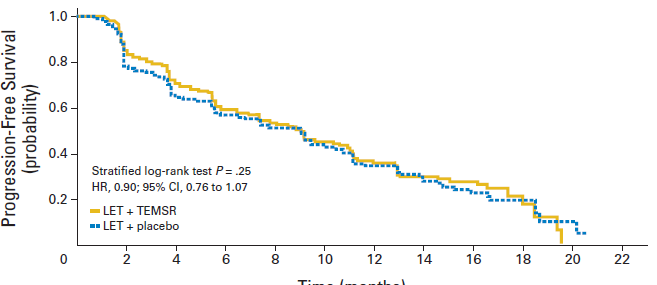 Progression-Free Survival
(probability)
1.0
0.8
0.6
0.4
0.2
Stratified log-rank test P = .25
HR, 0.90; 95% CI, 0.76 to 1.07
LET + TEMSR
LET + placebo
0 2 4 6 8 10 12 14 16 18 20 22
Time (months)